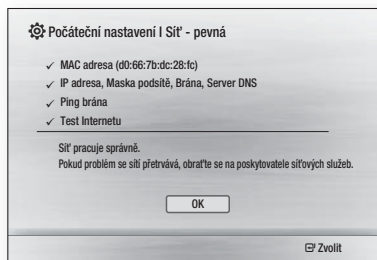 Počáteční nastavení I Síť - pevná
✓ MAC adresa (d0:66:7b:dc:28:fc)
✓ IP adresa, Maska podsítě, Brána, Server DNS
✓ Ping brána
✓ Test Internetu
Síť pracuje správně.
Pokud problém se sítí přetrvává, obraťte se na poskytovatele síťových služeb.
OK
Zvolit